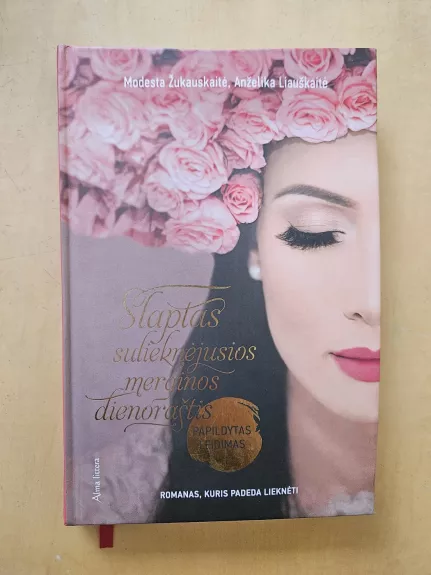 Modesta Žukauskaitė, Anželika Liauškaitė
Slaptas
sulieknėjusios
merginos
dienoraštis
PAPILDYTAS
LEIDIMAS
Alma littera
ROMANAS, KURIS PADEDA LIEKNĖTI